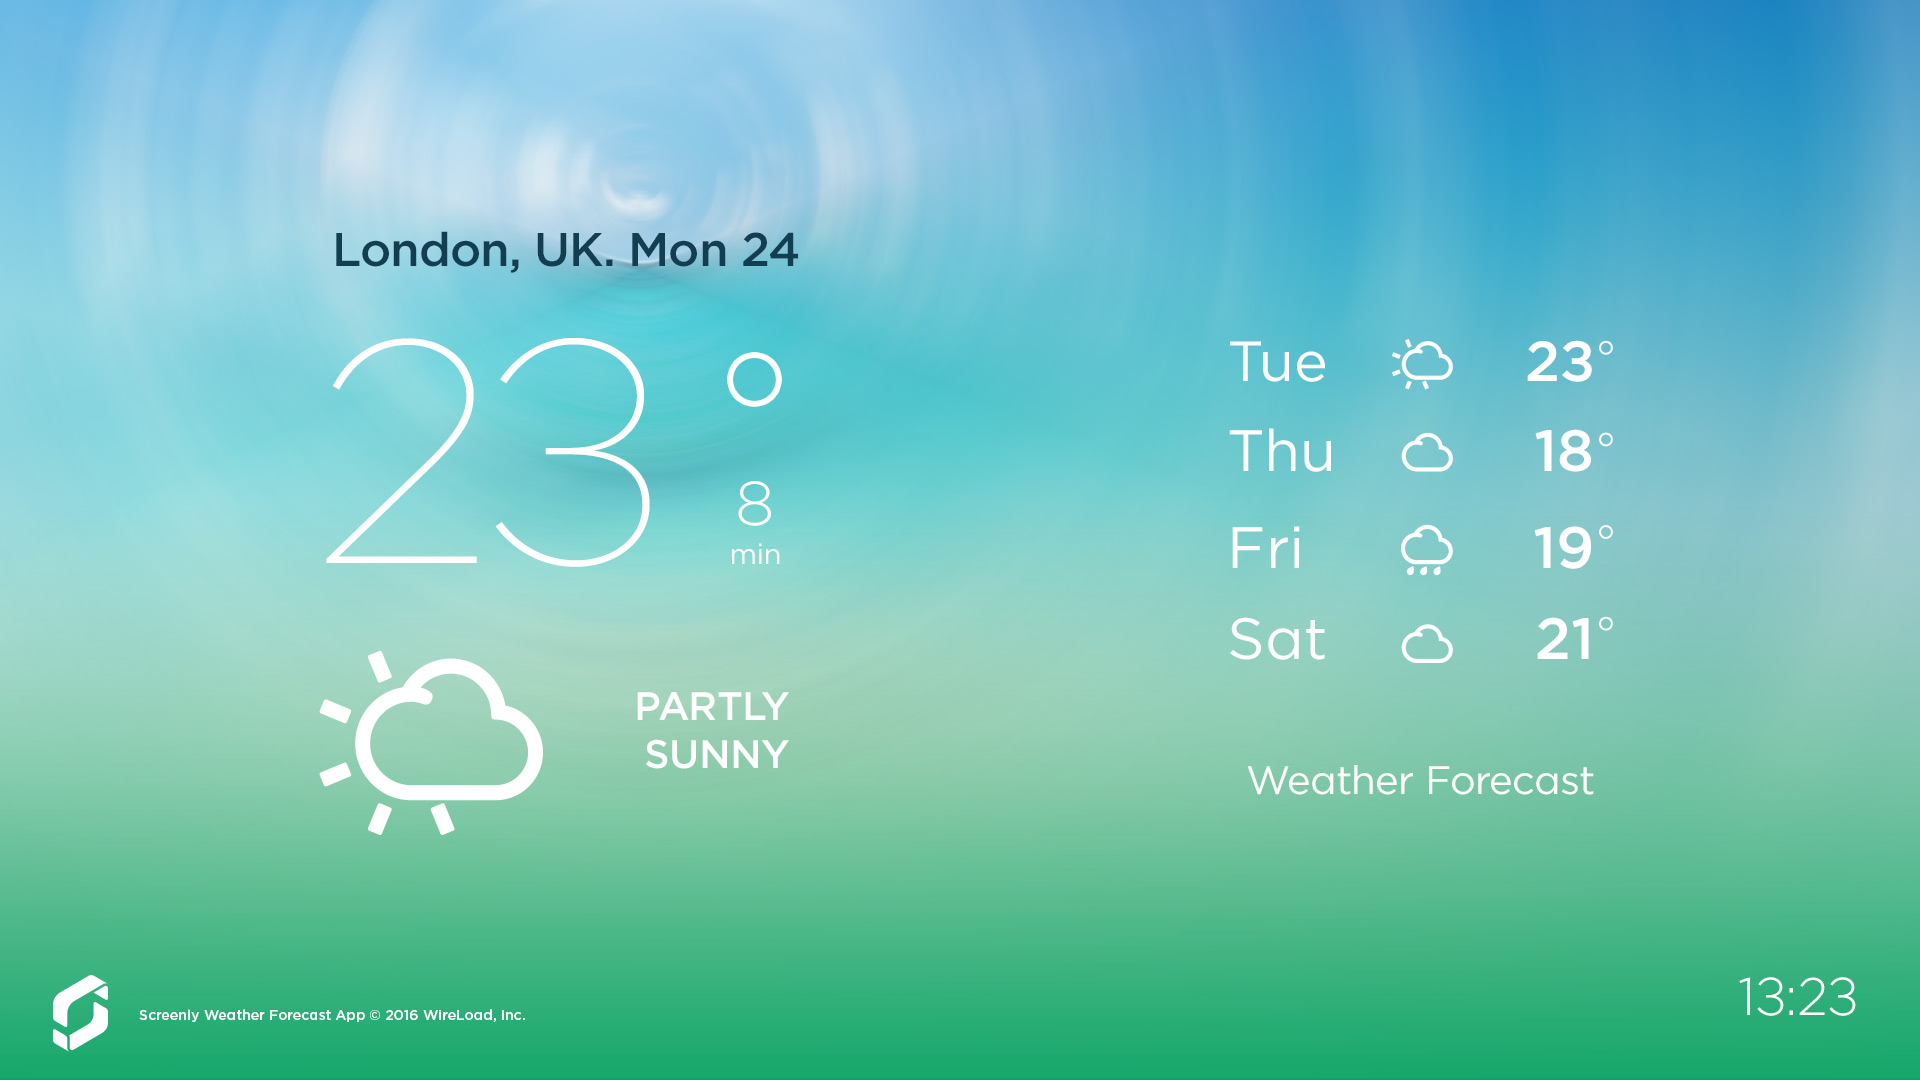 London, UK. Mon 24
23°
8
min
PARTLY
SUNNY
Tue 23°
Thu 18°
Fri 19°
Sat 21°
Weather Forecast
Screenly Weather Forecast App © 2016 WireLoad, Inc.
13:23